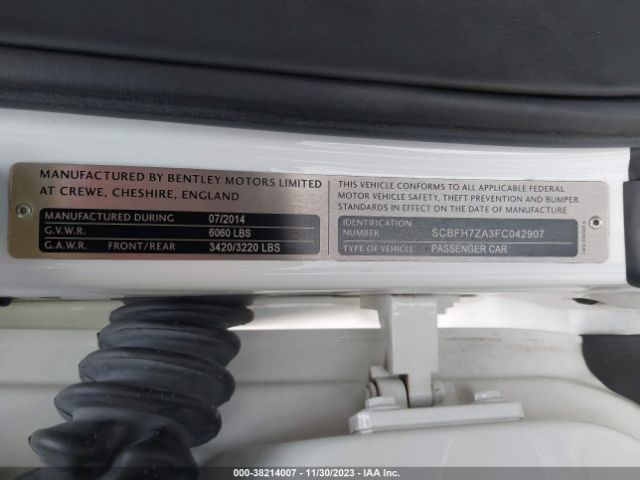 MANUFACTURED BY BENTLEY MOTORS LIMITED
AT CREWE, CHESHIRE, ENGLAND
MANUFACTURED DURING 07/2014
G.V.W.R. 6060 LBS
G.A.W.R. FRONT/REAR 3420/3220 LBS
THIS VEHICLE CONFORMS TO ALL APPLICABLE FEDERAL
MOTOR VEHICLE SAFETY, THEFT PREVENTION AND BUMPER
STANDARDS IN EFFECT ON THE DATE OF MANUFACTURE
IDENTIFICATION
NUMBER SCBFH7ZA3FC042907
TYPE OF VEHICLE PASSENGER CAR
000-38214007 - 11/30/2023 - IAA Inc.